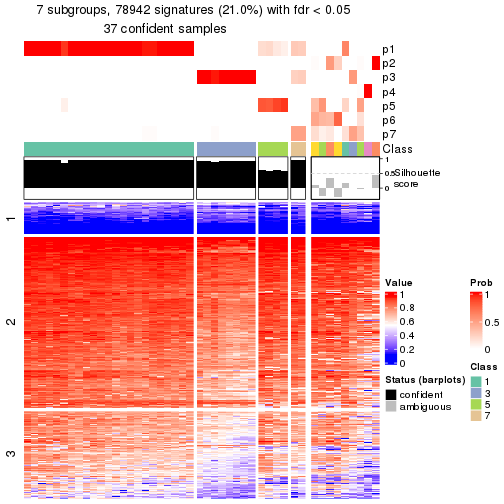 7 subgroups, 78942 signatures (21.0%) with fdr < 0.05
37 confident samples
p1
p2
p3
p4
p5
p6
p7
Class
1
0.5
0
Silhouette
score
1
2
3
Value
1
0.8
0.6
0.4
0.2
0
Status (barplots)
confident
ambiguous
Prob
1
0.5
0
Class
1
3
5
7